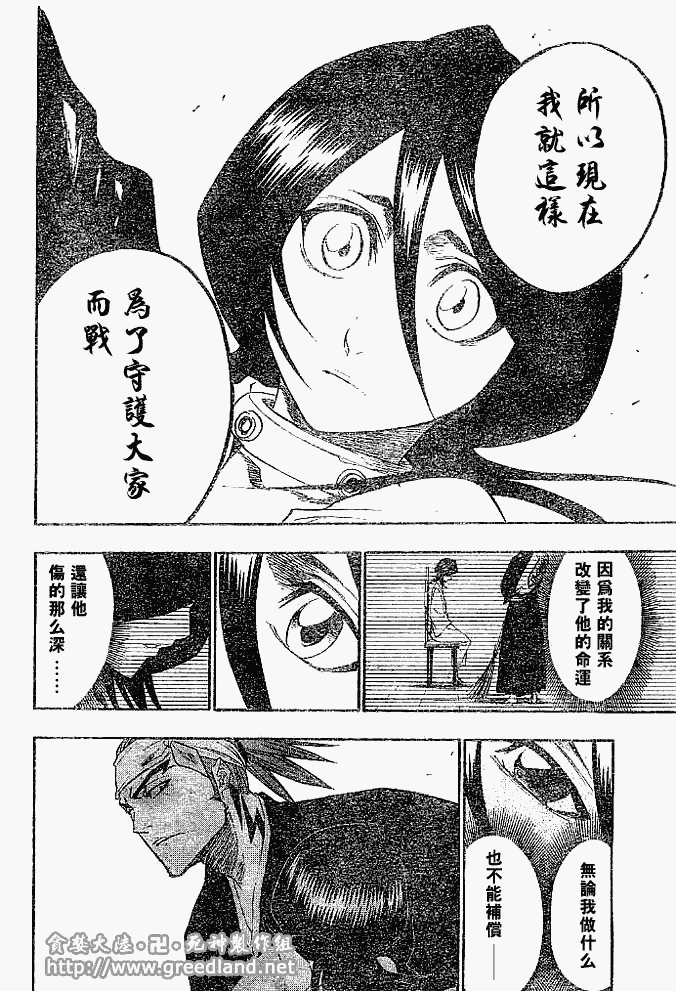 所以現在
我就這樣
為了守護大家
而戰
因爲我的關系
改變了他的命運
還讓他
傷的那么深……
無論我做什么
也不能補償——
食夢大陸·卍·死神製作組
http://www.greedland.net